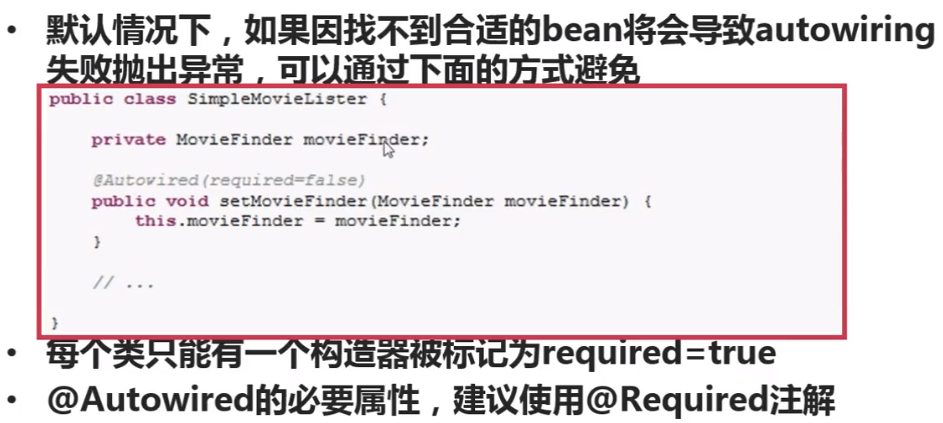 • 默认情况下，如果因找不到合适的bean将会导致autowiring
失败抛出异常，可以通过下面的方式避免
public class SimpleMovieLister {
private MovieFinder movieFinder;
@Autowired(required=false)
public void setMovieFinder(MovieFinder movieFinder) {
this.movieFinder = movieFinder;
}
// ...
}
• 每个类只能有一个构造器被标记为required=true
• @Autowired的必要属性，建议使用@Required注解